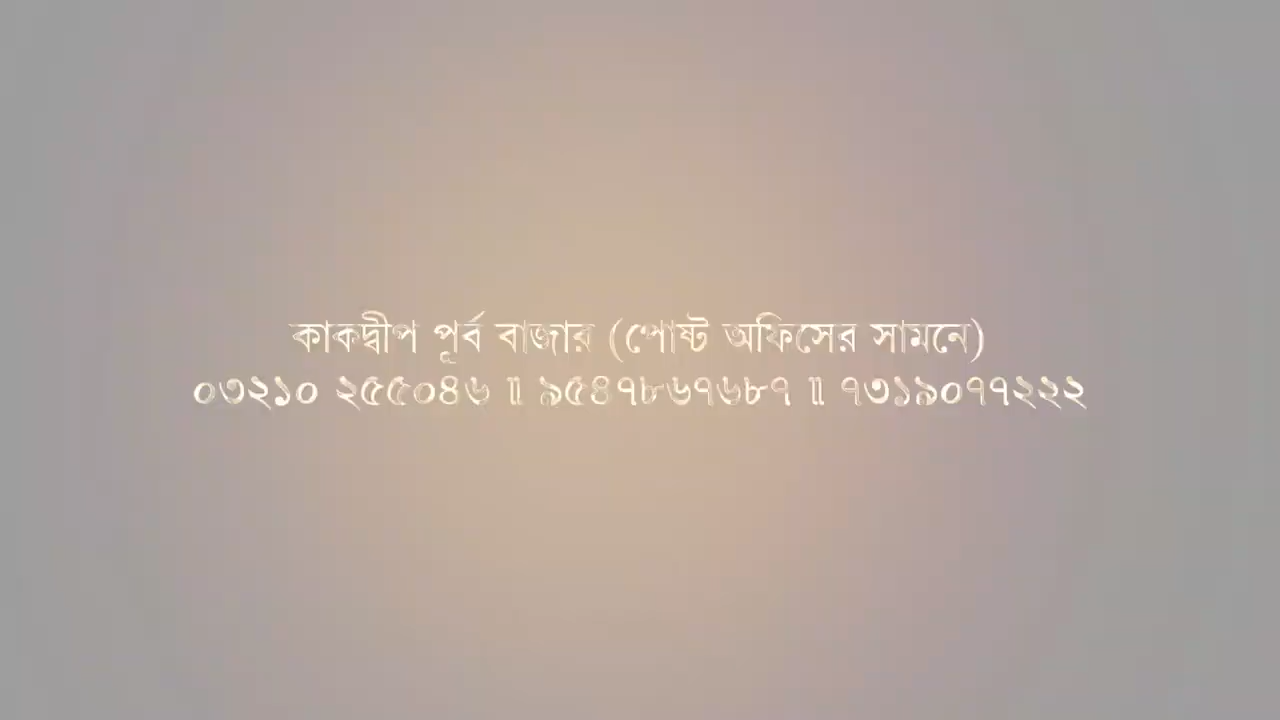 কাকদ্বীপ পূর্ব বাজার (পোষ্ট অফিসের সামনে)
০৩২১০ ২৫৫০৪৬ ॥ ৯৫৪৭৮৬৭৬৮৭ ॥ ৭৩১৯০৭৭২২২